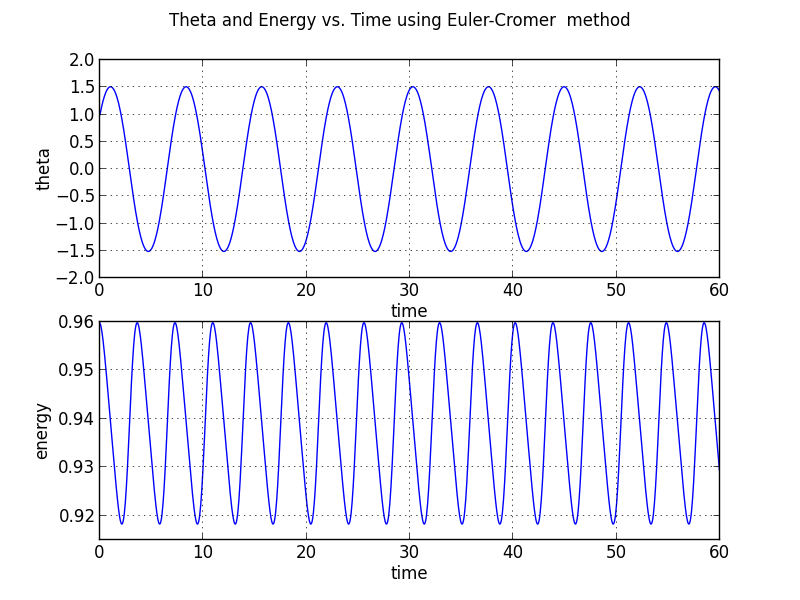 Theta and Energy vs. Time using Euler-Cromer  method
2.0
1.5
1.0
0.5
0.0
−0.5
−1.0
−1.5
−2.0
theta
0 10 20 30 40 50 60
time
0.96
0.95
0.94
0.93
0.92
energy
0 10 20 30 40 50 60
time